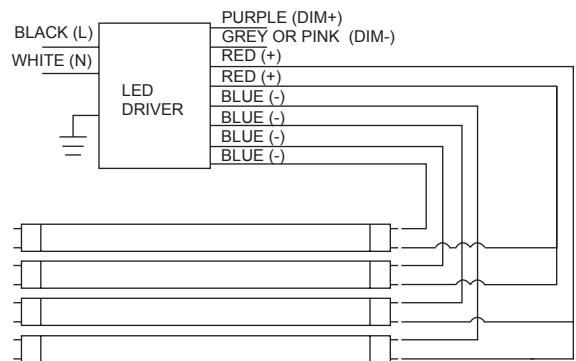 PURPLE (DIM+)
BLACK (L)
GREY OR PINK (DIM-)
WHITE (N)
RED (+)
RED (+)
LED
DRIVER
BLUE (-)
BLUE (-)
BLUE (-)
BLUE (-)